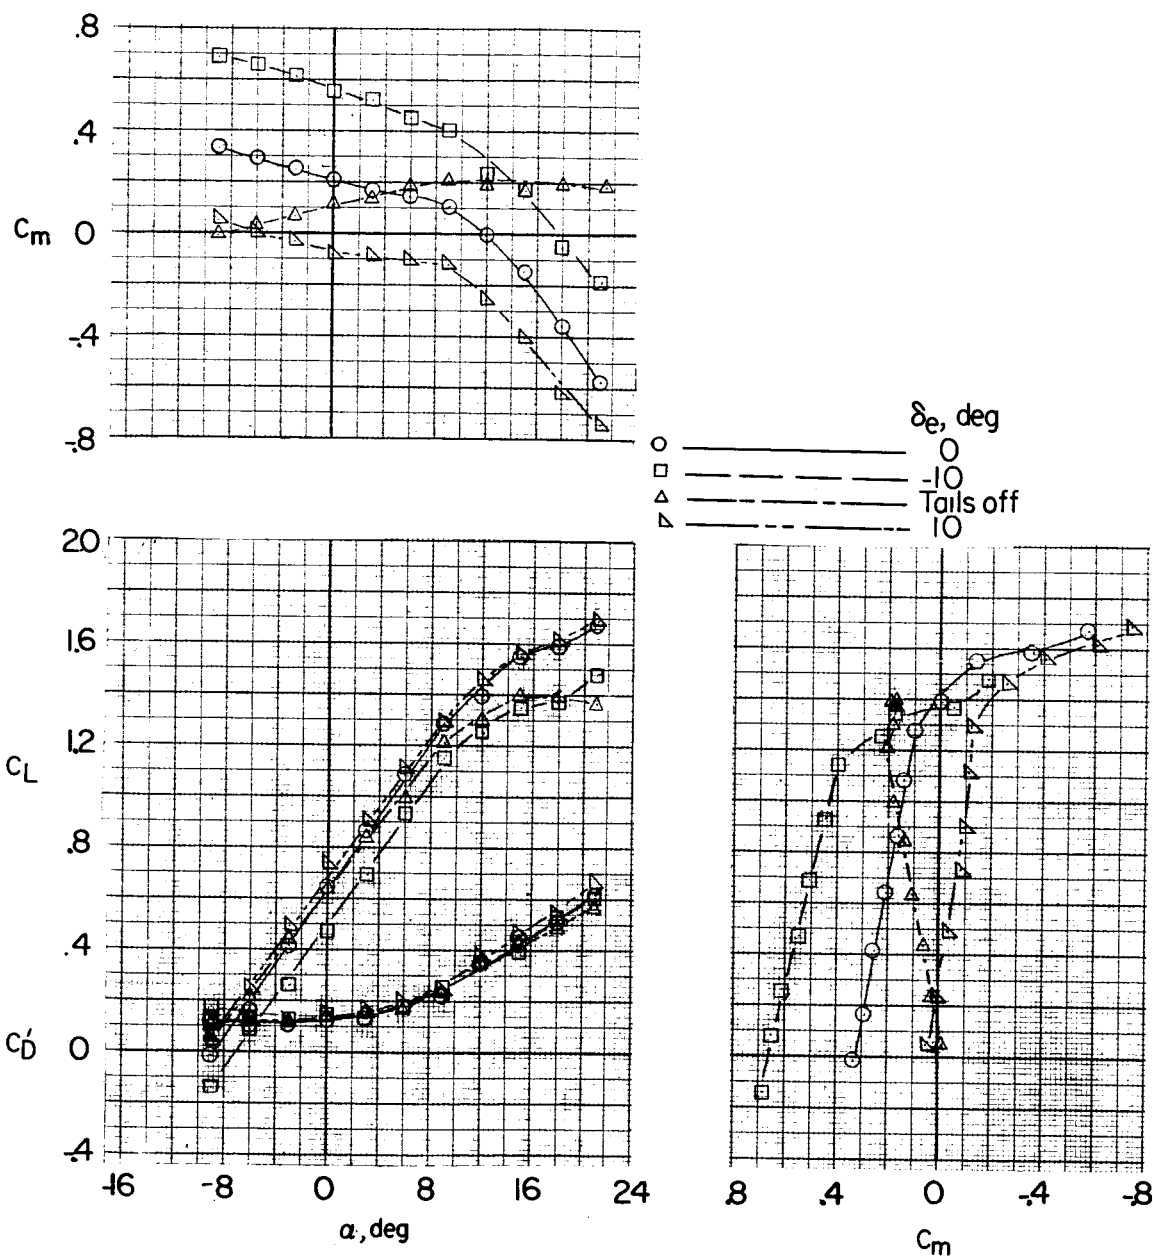 .8
.4
Cm 0
-.4
-.8
δe, deg
0
-10
Tails off
10
2.0
1.6
1.2
CL
.8
.4
C'D 0
-.4
-16 -8 0 8 16 24
α, deg
.8 .4 0 -.4 -.8
Cm